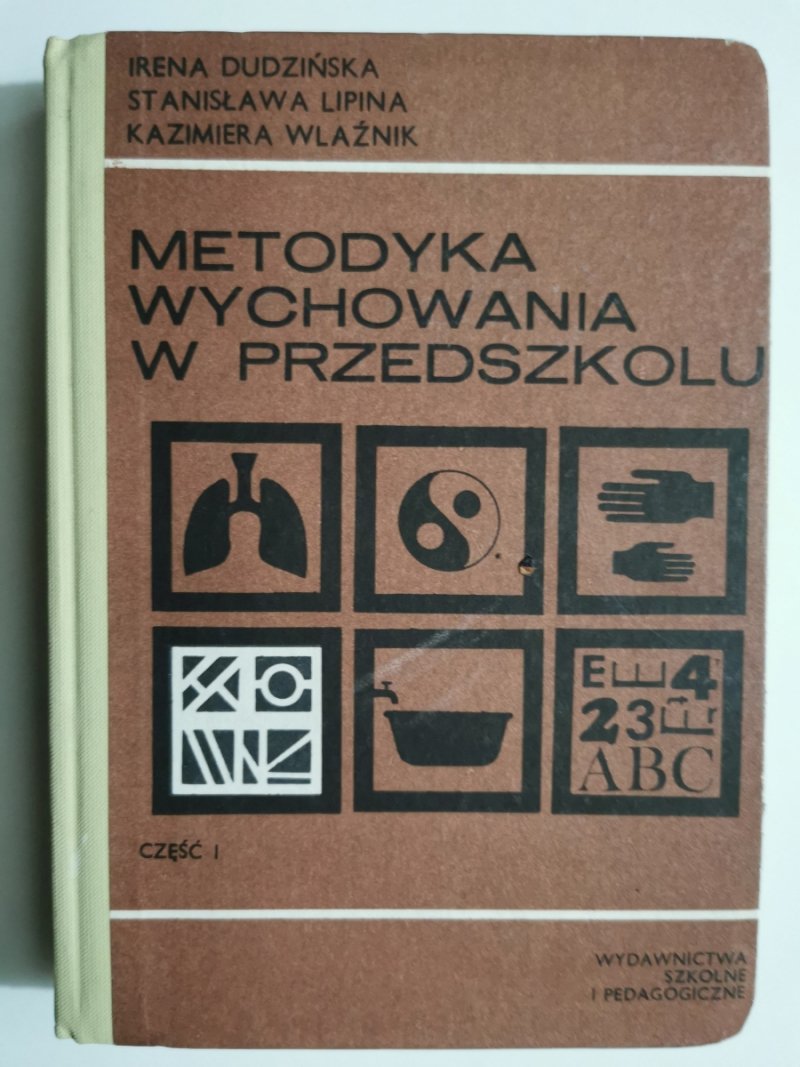 IRENA DUDZIŃSKA
STANISŁAWA LIPINA
KAZIMIERA WLAŹNIK
METODYKA
WYCHOWANIA
W PRZEDSZKOLU
E E E 4
2 3 E E
ABC
CZĘŚĆ I
WYDAWNICTWA
SZKOLNE
I PEDAGOGICZNE